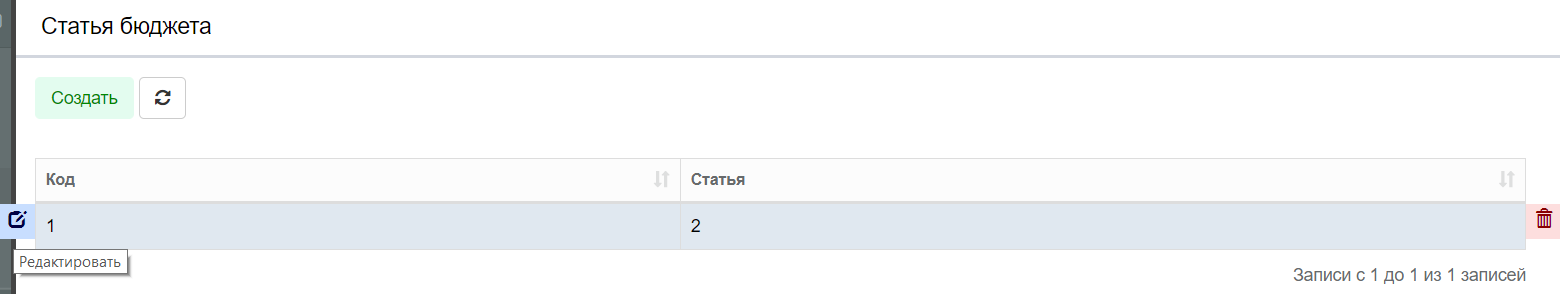 Статья бюджета
Создать
Код Статья
1 2
Редактировать
Записи с 1 до 1 из 1 записей